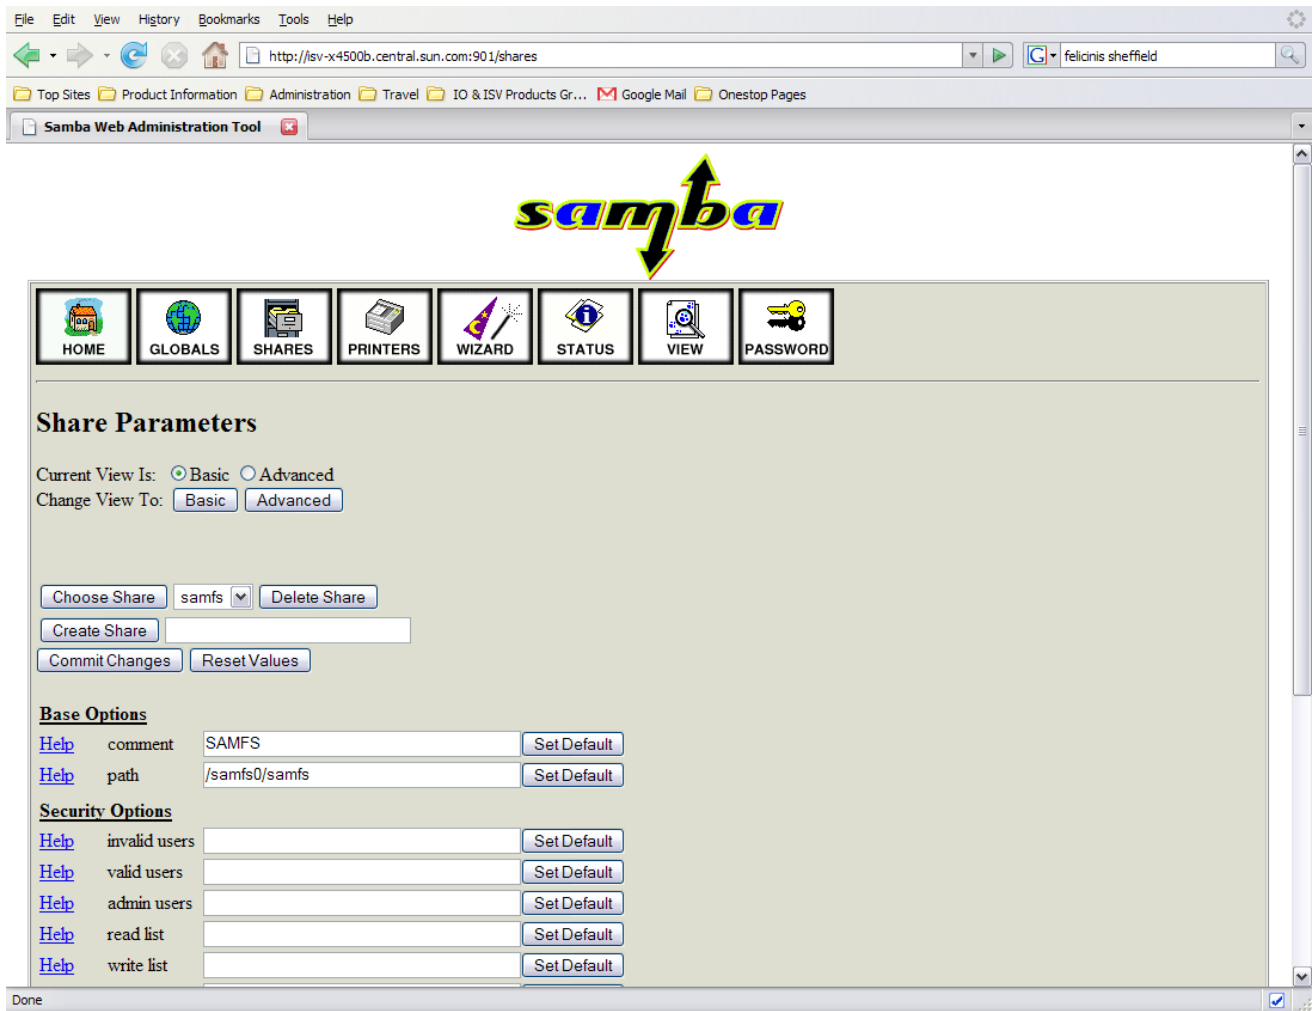 File Edit View History Bookmarks Tools Help
http://isv-x4500b.central.sun.com:901/shares G felicinis sheffield
Top Sites Product Information Administration Travel IO & ISV Products Gr... Google Mail Onestop Pages
Samba Web Administration Tool
samba
HOME GLOBALS SHARES PRINTERS WIZARD STATUS VIEW PASSWORD
Share Parameters
Current View Is: Basic Advanced
Change View To: Basic Advanced
Choose Share samfs Delete Share
Create Share
Commit Changes Reset Values
Base Options
Help comment SAMFS Set Default
Help path /samfs0/samfs Set Default
Security Options
Help invalid users Set Default
Help valid users Set Default
Help admin users Set Default
Help read list Set Default
Help write list Set Default
Done